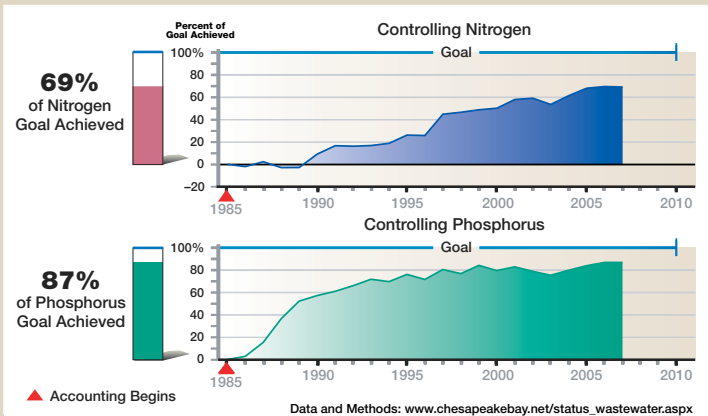 Percent of
Goal Achieved
Controlling Nitrogen
100%
Goal
80
60
40
20
0
–20
69%
of Nitrogen
Goal Achieved
1985
1990
1995
2000
2005
2010
Controlling Phosphorus
100%
Goal
80
60
40
20
0
87%
of Phosphorus
Goal Achieved
1985
1990
1995
2000
2005
2010
Accounting Begins
Data and Methods: www.chesapeakebay.net/status_wastewater.aspx